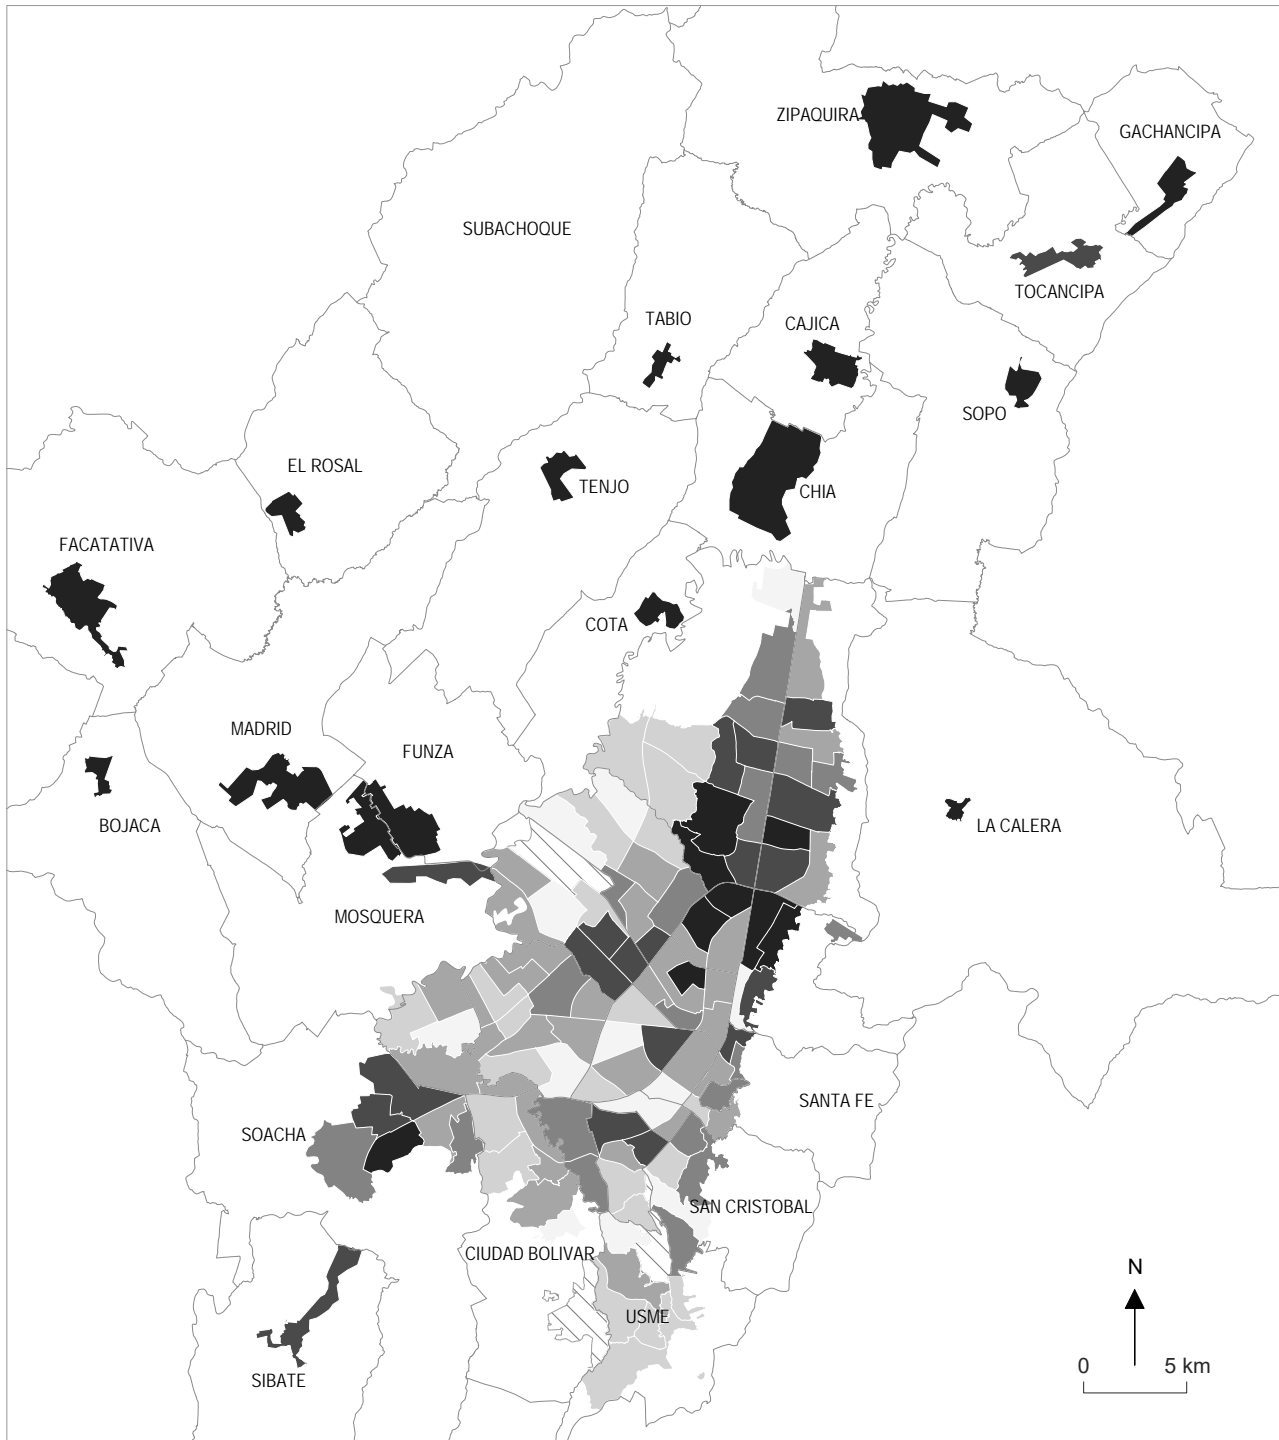 ZIPAQUIRA
GACHANCIPA
SUBACHOQUE
TOCANCIPA
TABIO
CAJICA
SOPO
EL ROSAL
TENJO
CHIA
FACATATIVA
COTA
MADRID
FUNZA
BOJACA
LA CALERA
MOSQUERA
SANTA FE
SOACHA
SAN CRISTOBAL
CIUDAD BOLIVAR
N
USME
0 5 km
SIBATE